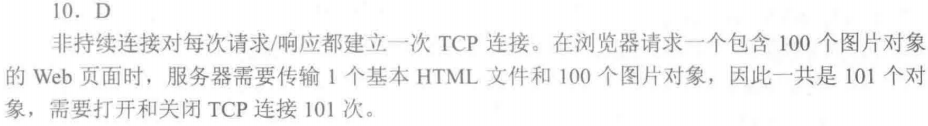 10．D
非持续连接对每次请求/响应都建立一次 TCP 连接。在浏览器请求一个包含 100 个图片对象
的 Web 页面时，服务器需要传输 1 个基本 HTML 文件和 100 个图片对象，因此一共是 101 个对
象，需要打开和关闭 TCP 连接 101 次。